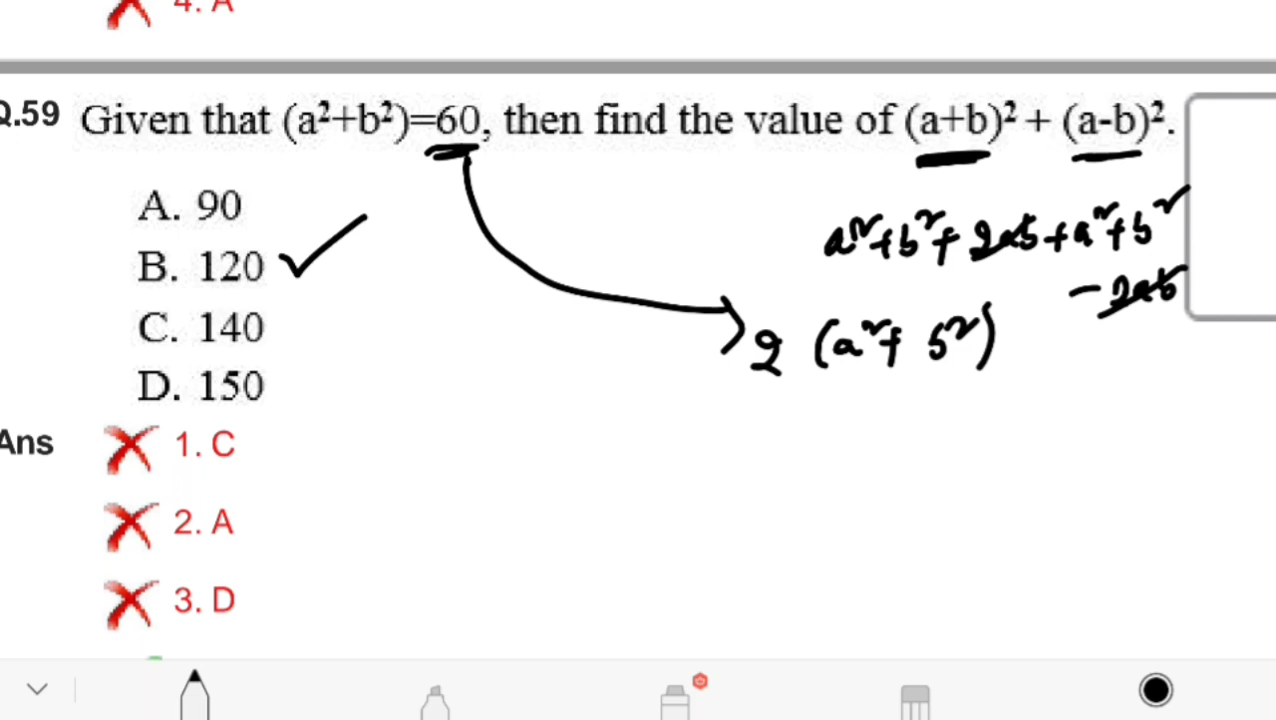 4. A
Q.59 Given that (a²+b²)=60, then find the value of (a+b)² + (a-b)².
A. 90
B. 120
C. 140
D. 150
a²+b²+2ab+a²+b²
-2ab
2 (a²+b²)
Ans 1. C
2. A
3. D